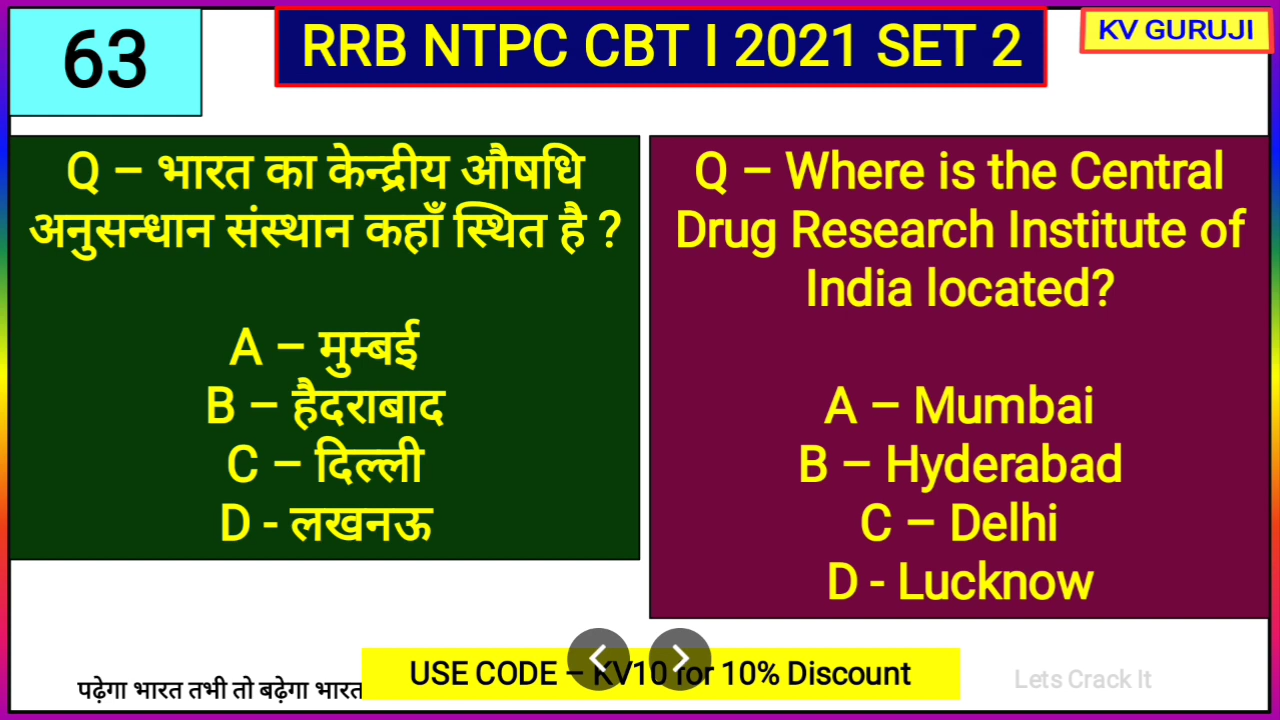 63
RRB NTPC CBT I 2021 SET 2
KV GURUJI
Q – भारत का केन्द्रीय औषधि
अनुसन्धान संस्थान कहाँ स्थित है ?
A – मुम्बई
B – हैदराबाद
C – दिल्ली
D - लखनऊ
Q – Where is the Central
Drug Research Institute of
India located?
A – Mumbai
B – Hyderabad
C – Delhi
D - Lucknow
पढ़ेगा भारत तभी तो बढ़ेगा भारत
USE CODE – KV10 for 10% Discount
Lets Crack It